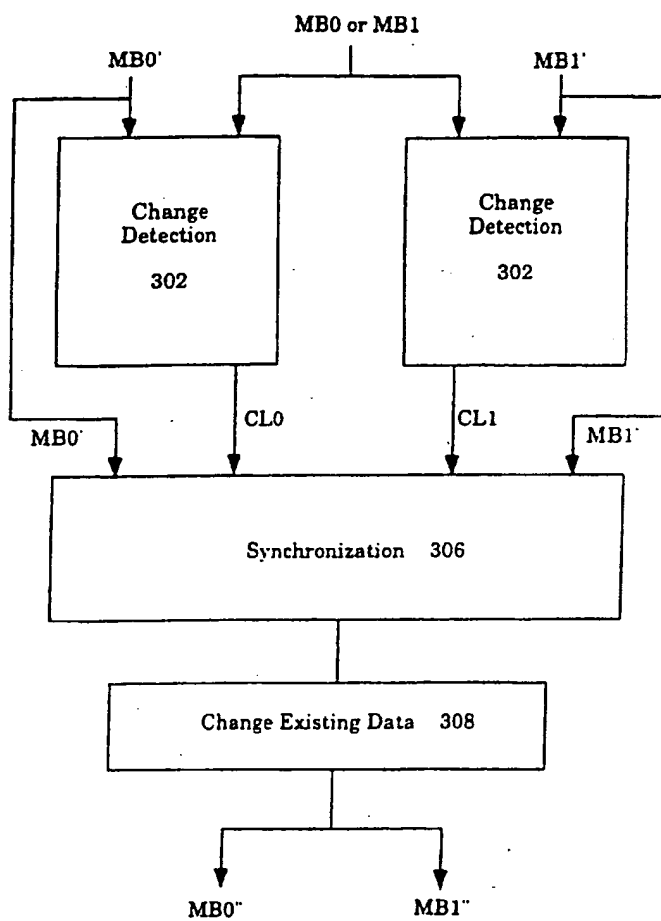 MB0 or MB1
MB0'
MB1'
Change
Detection
302
Change
Detection
302
CL0
CL1
MB0'
MB1'
Synchronization 306
Change Existing Data 308
MB0"
MB1"